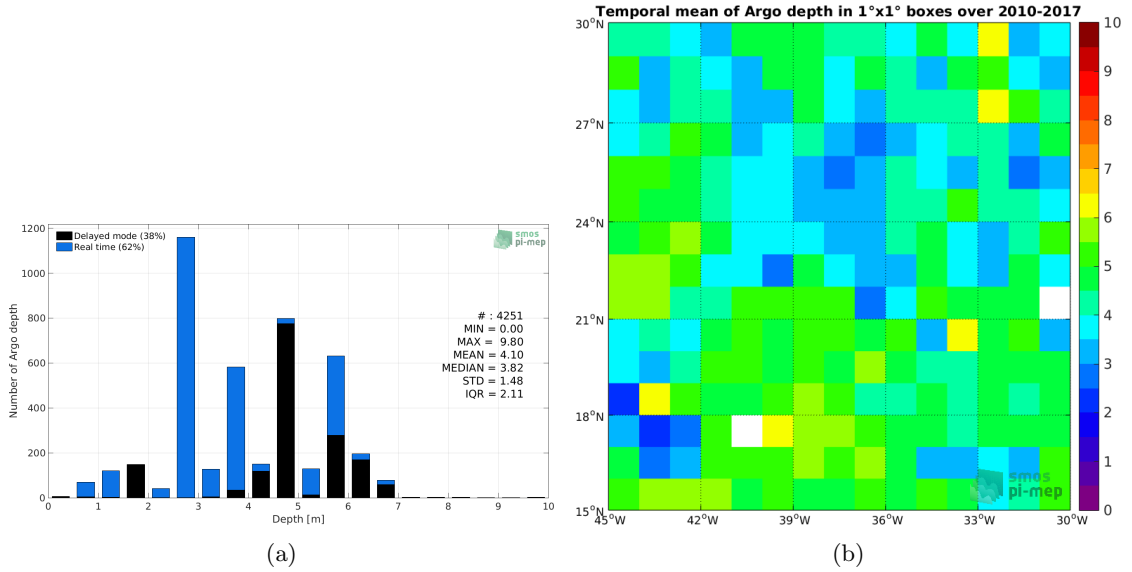 Temporal mean of Argo depth in 1°x1° boxes over 2010-2017
Delayed mode (38%)
Real time (62%)
smos
pi-mep
# : 4251
MIN = 0.00
MAX = 9.80
MEAN = 4.10
MEDIAN = 3.82
STD = 1.48
IQR = 2.11
Number of Argo depth
1200
1000
800
600
400
200
0
0 1 2 3 4 5 6 7 8 9 10
Depth [m]
(a)
30°N
27°N
24°N
21°N
18°N
15°N
45°W 42°W 39°W 36°W 33°W 30°W
smos
pi-mep
10
9
8
7
6
5
4
3
2
1
0
(b)